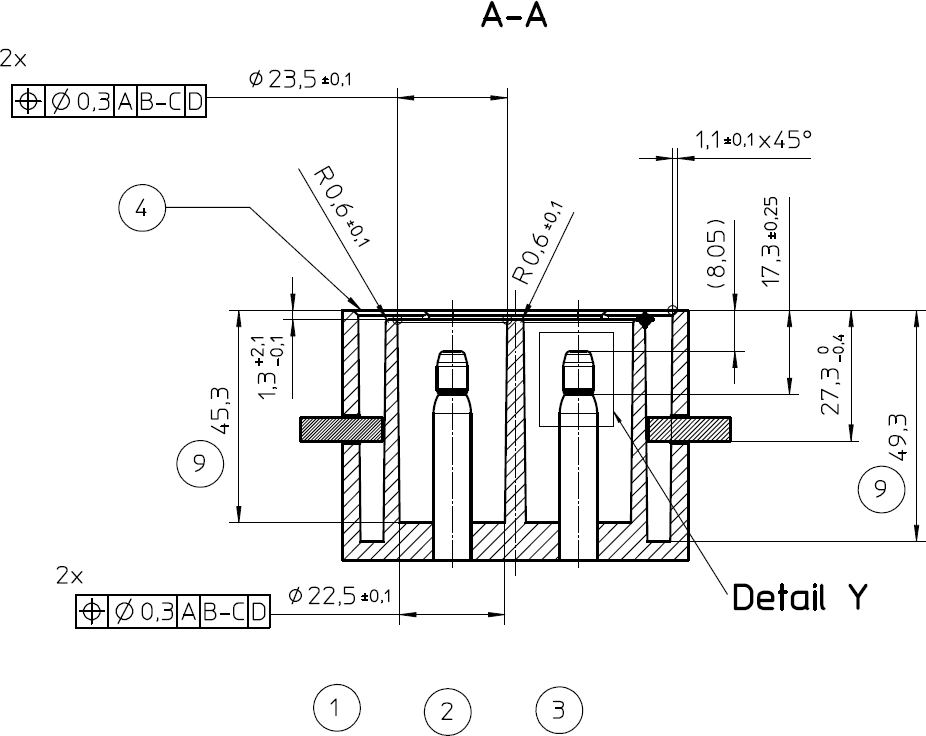 A-A
2x
⌖ ⌀ 0,3 A B-C D
⌀ 23,5 ±0,1
1,1 ±0,1 x 45°
4
R0,6 ±0,1
R0,6 ±0,1
(8,05)
17,3 ±0,25
1,3 +2,1 -0,1
45,3
27,3 0 -0,4
49,3
9
9
2x
⌖ ⌀ 0,3 A B-C D
⌀ 22,5 ±0,1
Detail Y
1
2
3